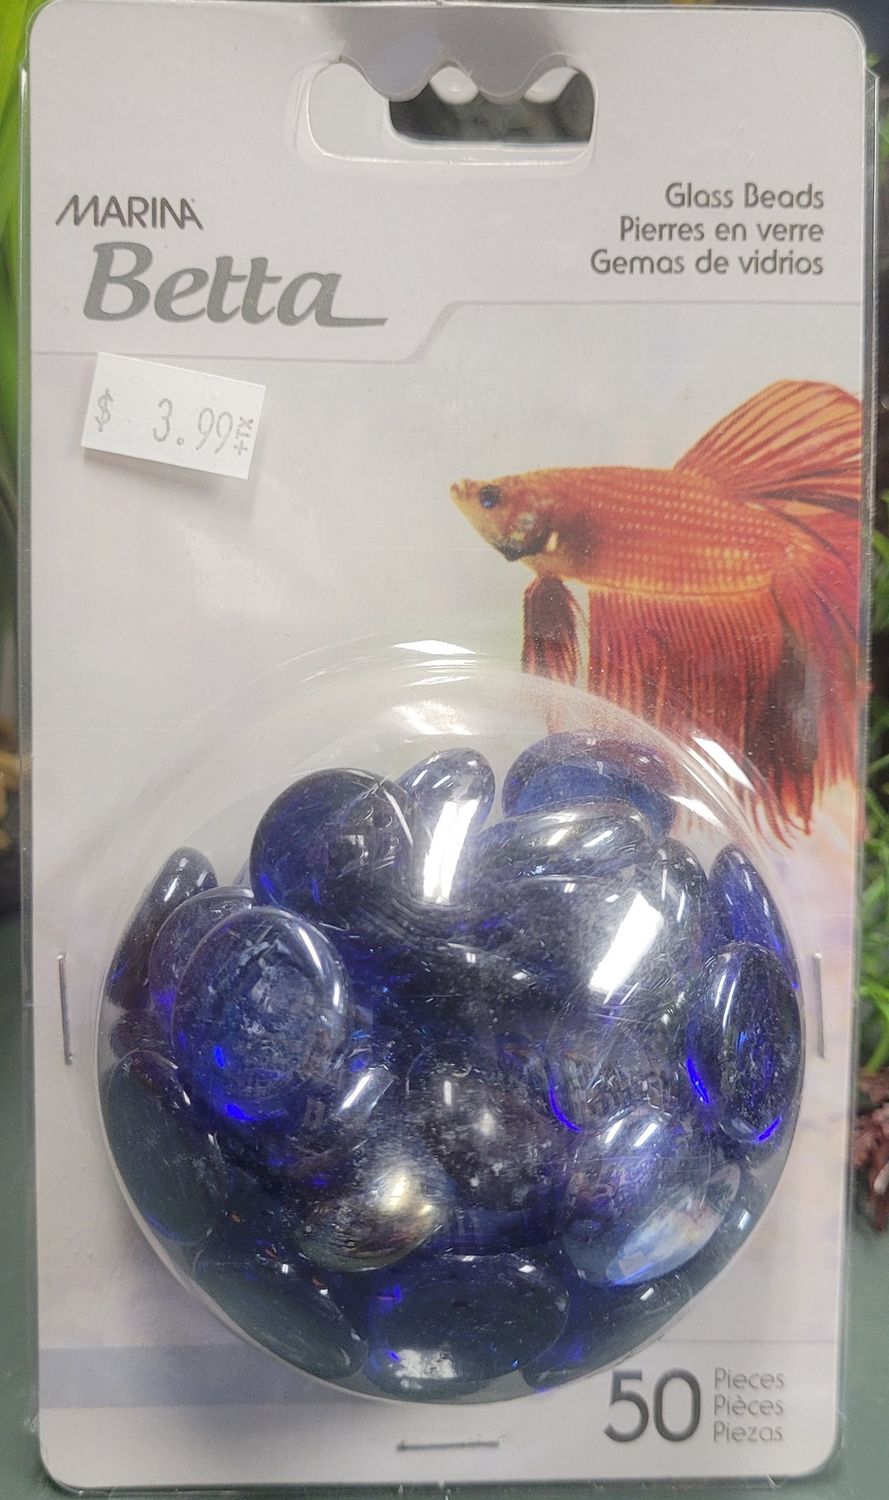 MARINA
Betta
Glass Beads
Pierres en verre
Gemas de vidrios
$ 3.99 +TX
50
Pieces
Pièces
Piezas